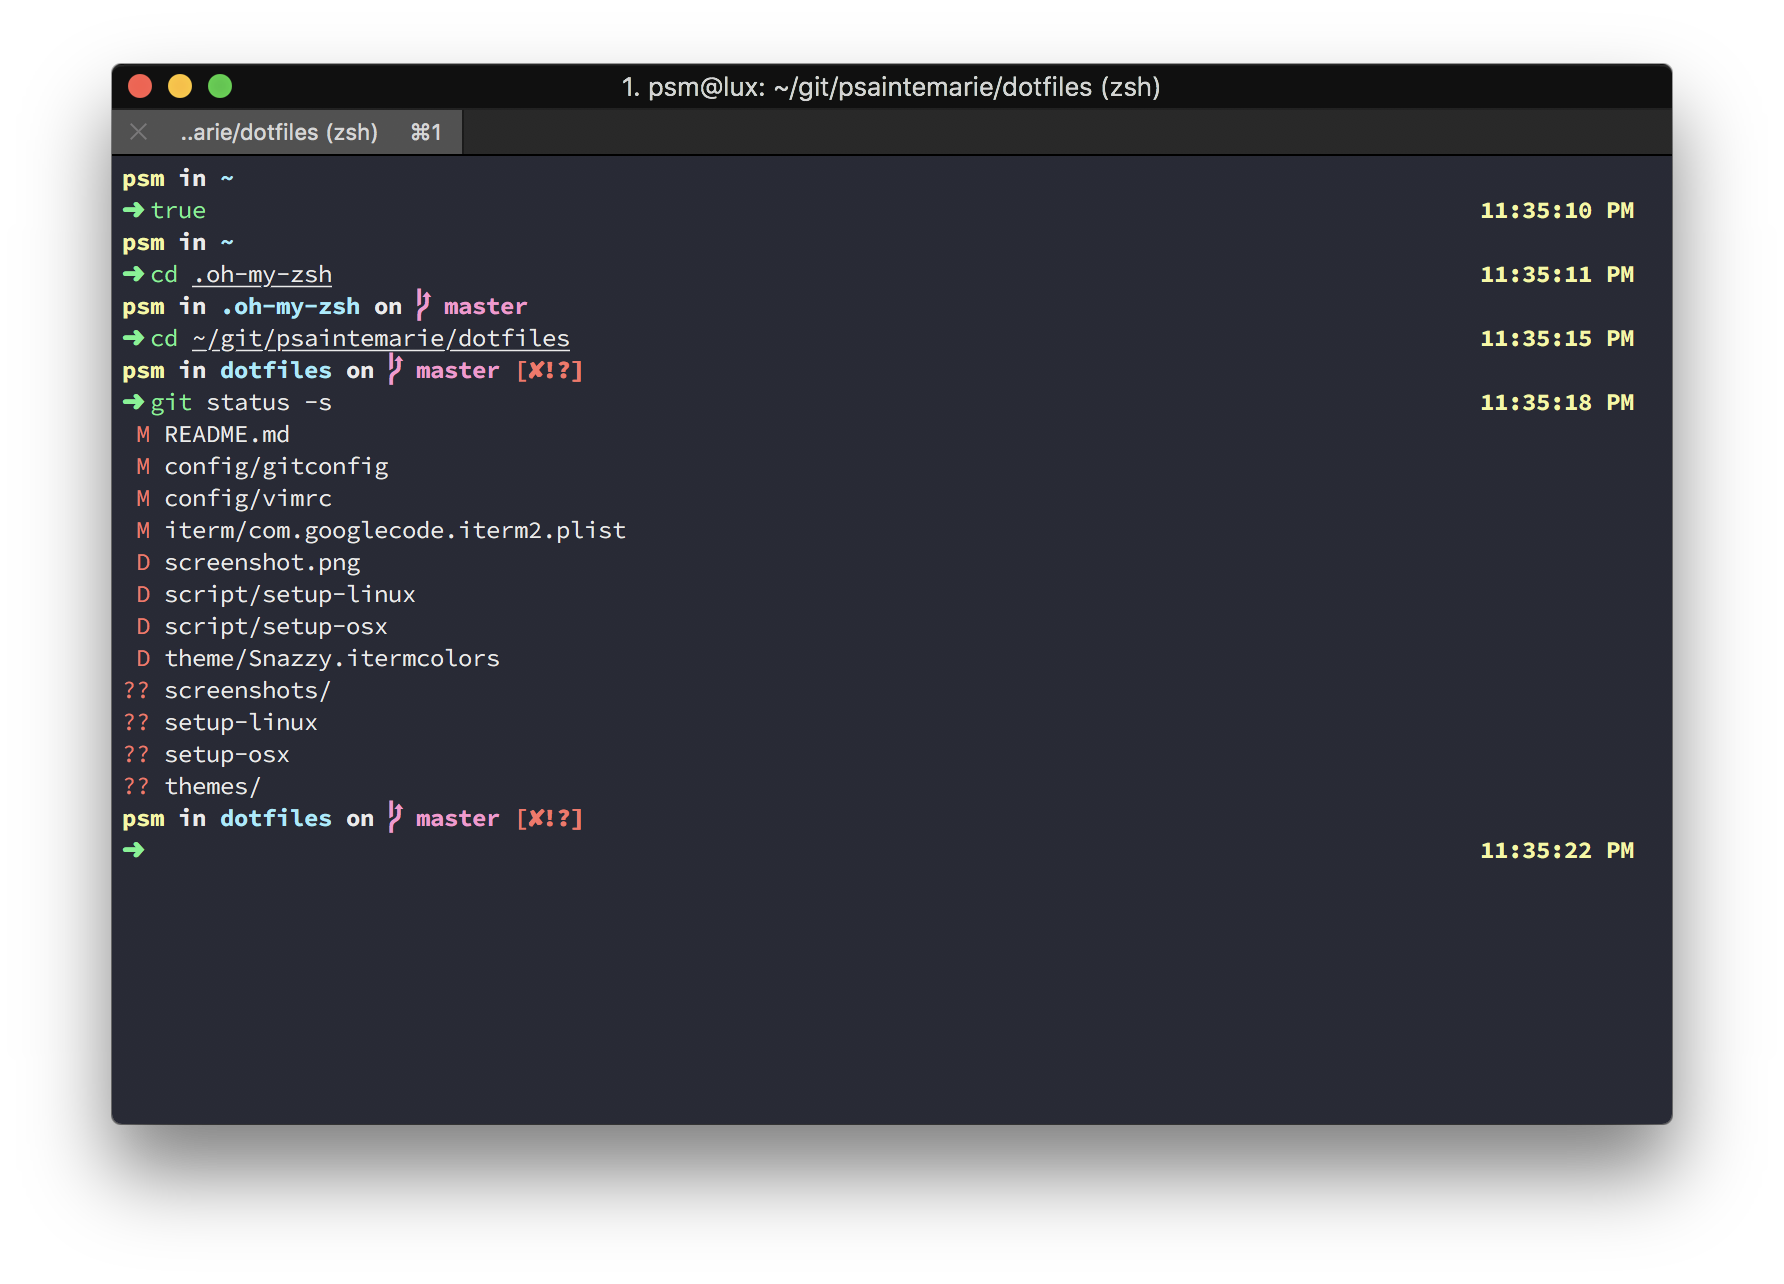 1. psm@lux: ~/git/psaintemarie/dotfiles (zsh)
..arie/dotfiles (zsh) ⌘1
psm in ~
➜ true 11:35:10 PM
psm in ~
➜ cd .oh-my-zsh 11:35:11 PM
psm in .oh-my-zsh on master
➜ cd ~/git/psaintemarie/dotfiles 11:35:15 PM
psm in dotfiles on master [✘!?]
➜ git status -s 11:35:18 PM
M README.md
M config/gitconfig
M config/vimrc
M iterm/com.googlecode.iterm2.plist
D screenshot.png
D script/setup-linux
D script/setup-osx
D theme/Snazzy.itermcolors
?? screenshots/
?? setup-linux
?? setup-osx
?? themes/
psm in dotfiles on master [✘!?]
➜ 11:35:22 PM